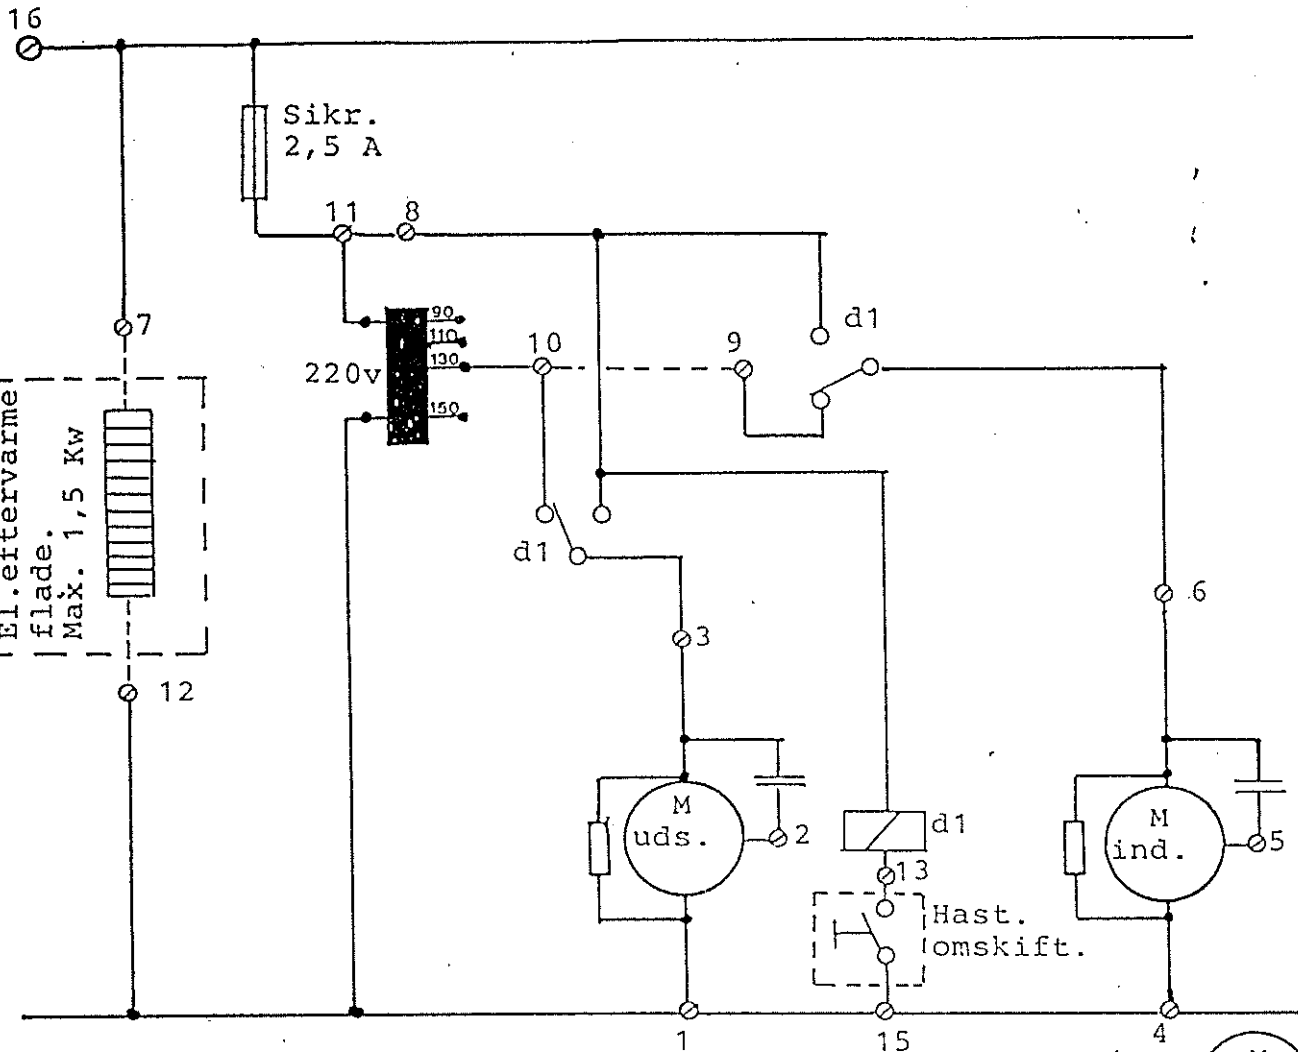 16
Sikr.
2,5 A
11
8
7
90
110
130
150
220v
10
9
d1
El.eftervarme
flade.
Max. 1,5 Kw
d1
6
3
12
M
uds.
2
d1
13
M
ind.
5
Hast.
omskift.
1
15
4